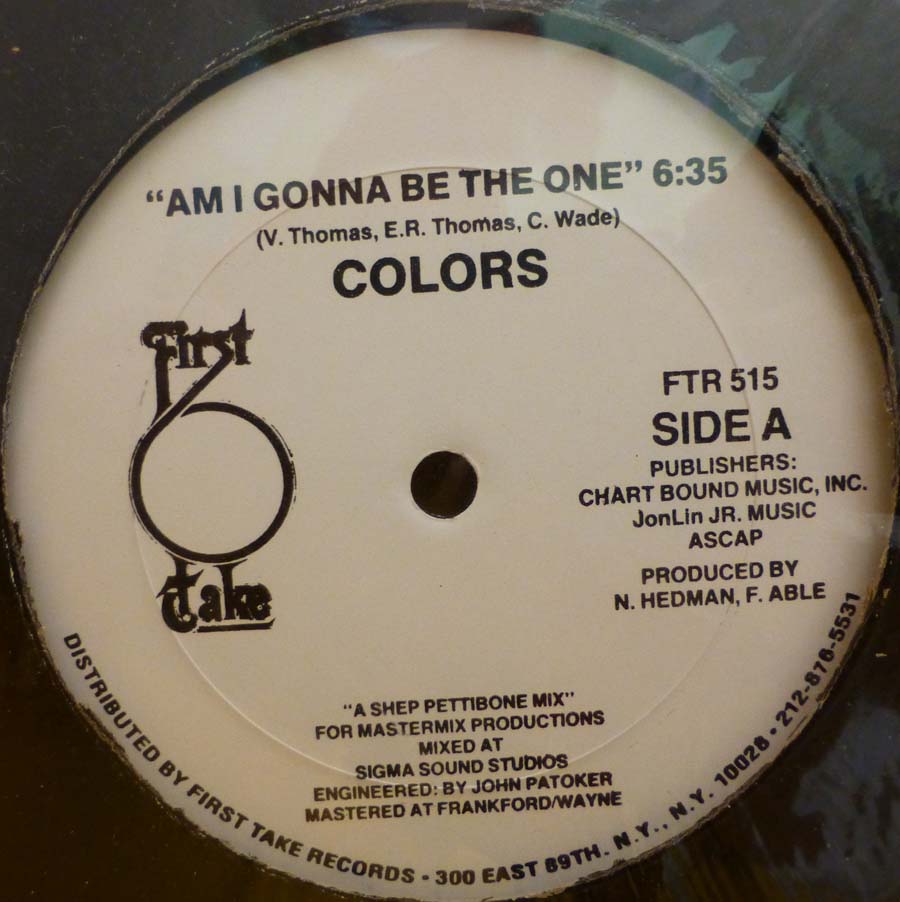 “AM I GONNA BE THE ONE” 6:35
(V. Thomas, E.R. Thomas, C. Wade)
COLORS
First
take
FTR 515
SIDE A
PUBLISHERS:
CHART BOUND MUSIC, INC.
JonLin JR. MUSIC
ASCAP
PRODUCED BY
N. HEDMAN, F. ABLE
"A SHEP PETTIBONE MIX"
FOR MASTERMIX PRODUCTIONS
MIXED AT
SIGMA SOUND STUDIOS
ENGINEERED: BY JOHN PATOKER
MASTERED AT FRANKFORD/WAYNE
DISTRIBUTED BY FIRST TAKE RECORDS • 300 EAST 89TH. N.Y., N.Y. 10028 • 212-876-5531